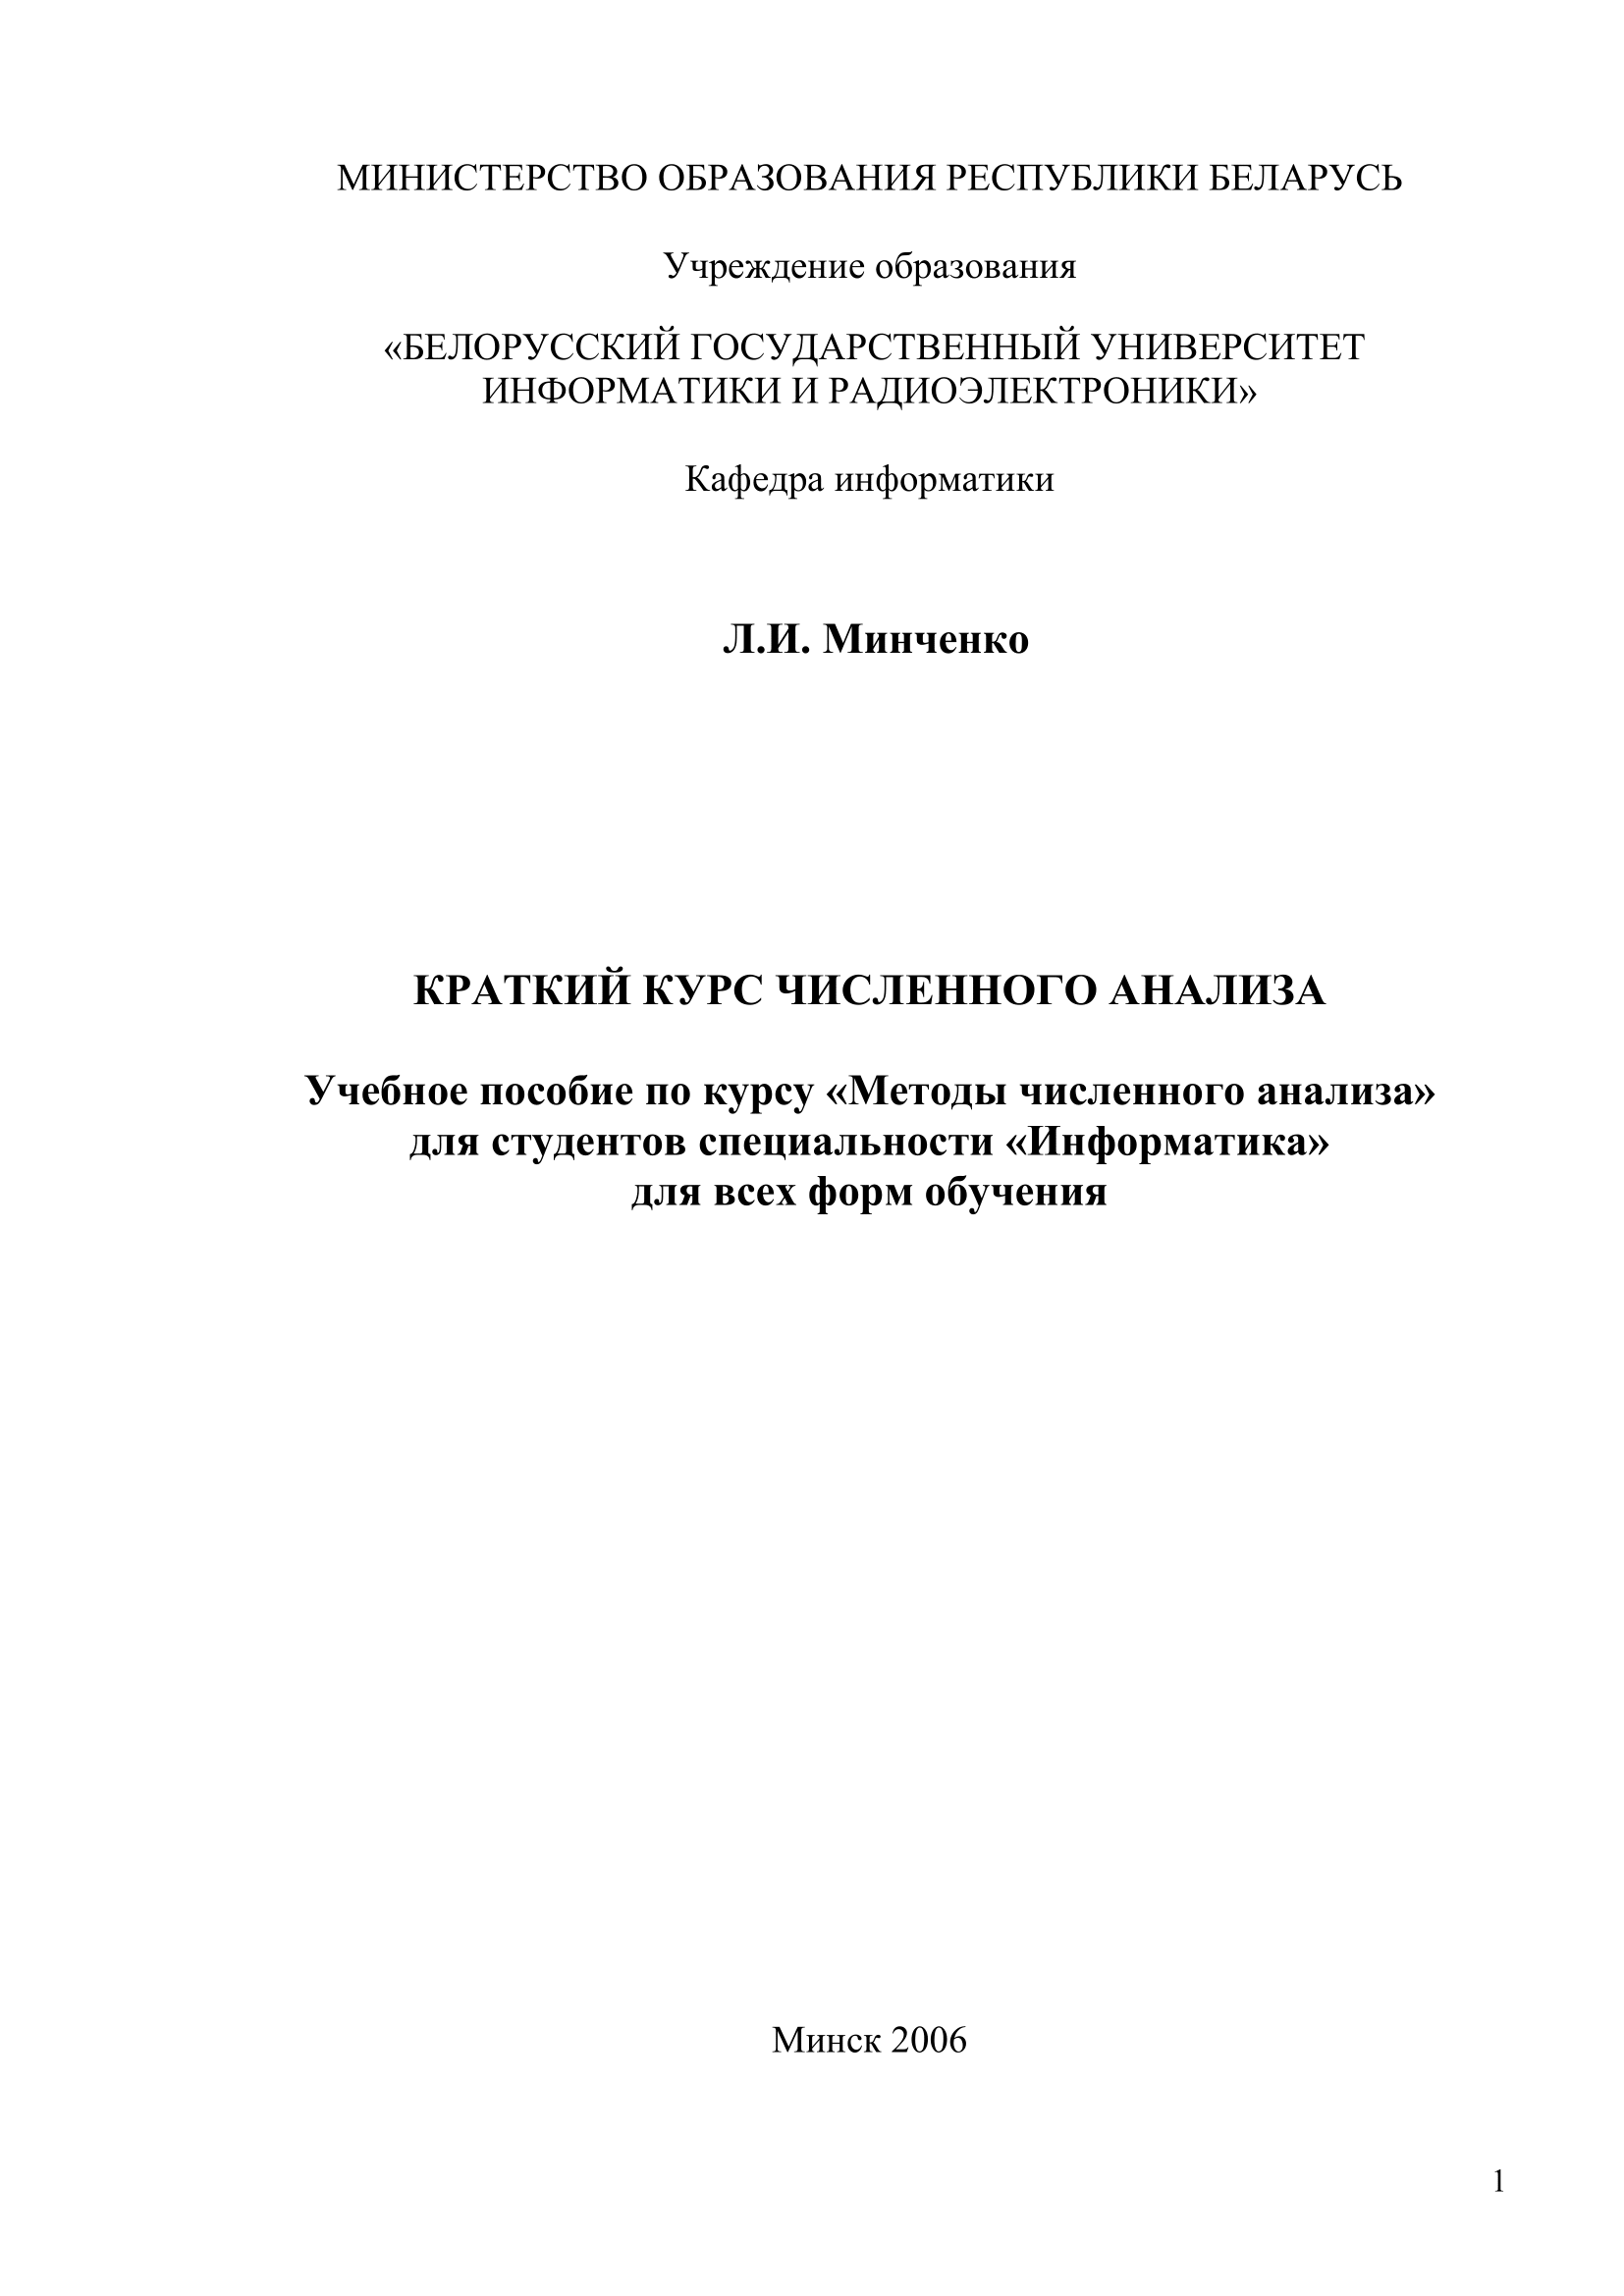 МИНИСТЕРСТВО ОБРАЗОВАНИЯ РЕСПУБЛИКИ БЕЛАРУСЬ
Учреждение образования
«БЕЛОРУССКИЙ ГОСУДАРСТВЕННЫЙ УНИВЕРСИТЕТ
ИНФОРМАТИКИ И РАДИОЭЛЕКТРОНИКИ»
Кафедра информатики
Л.И. Минченко
КРАТКИЙ КУРС ЧИСЛЕННОГО АНАЛИЗА
Учебное пособие по курсу «Методы численного анализа»
для студентов специальности «Информатика»
для всех форм обучения
Минск 2006
1